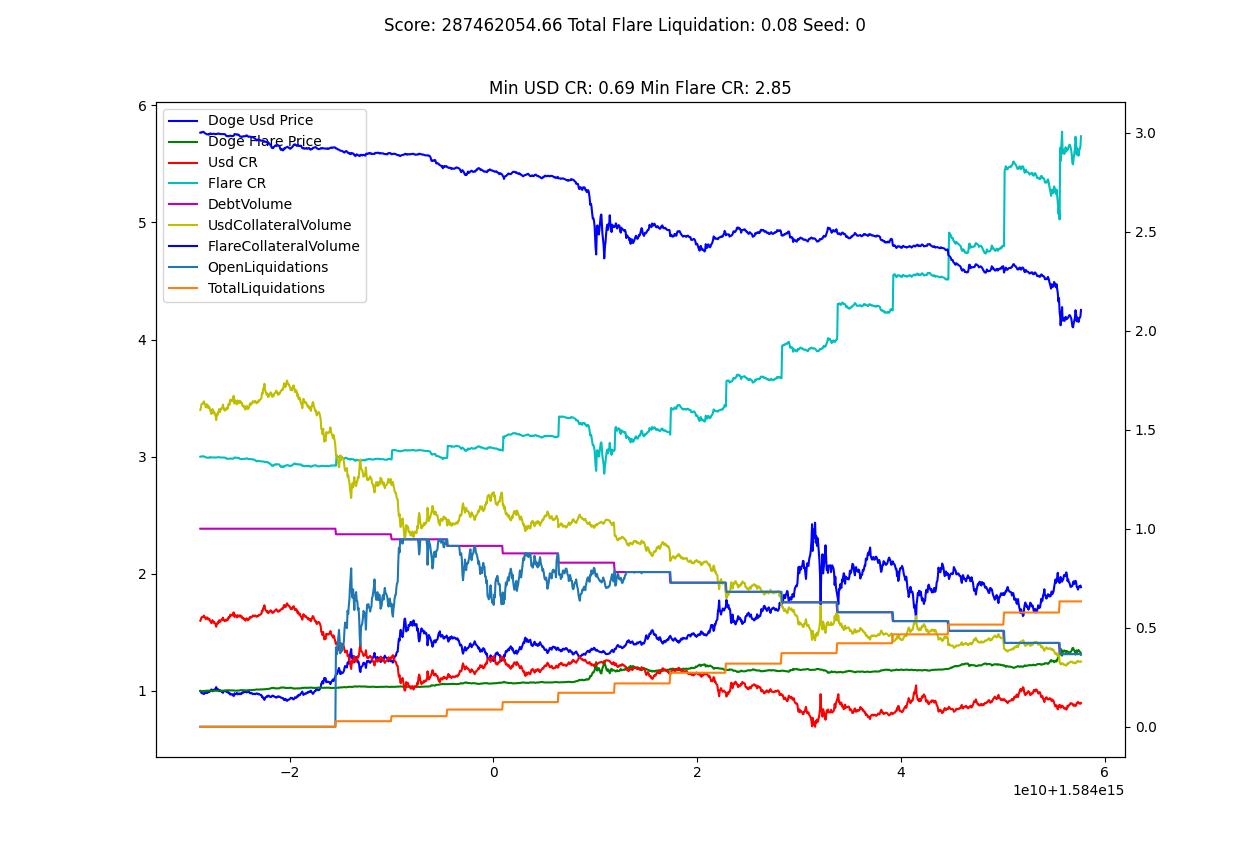 Score: 287462054.66 Total Flare Liquidation: 0.08 Seed: 0
Min USD CR: 0.69 Min Flare CR: 2.85
Doge Usd Price
Doge Flare Price
Usd CR
Flare CR
DebtVolume
UsdCollateralVolume
FlareCollateralVolume
OpenLiquidations
TotalLiquidations
6
5
4
3
2
1
3.0
2.5
2.0
1.5
1.0
0.5
0.0
−2
0
2
4
6
1e10+1.584e15